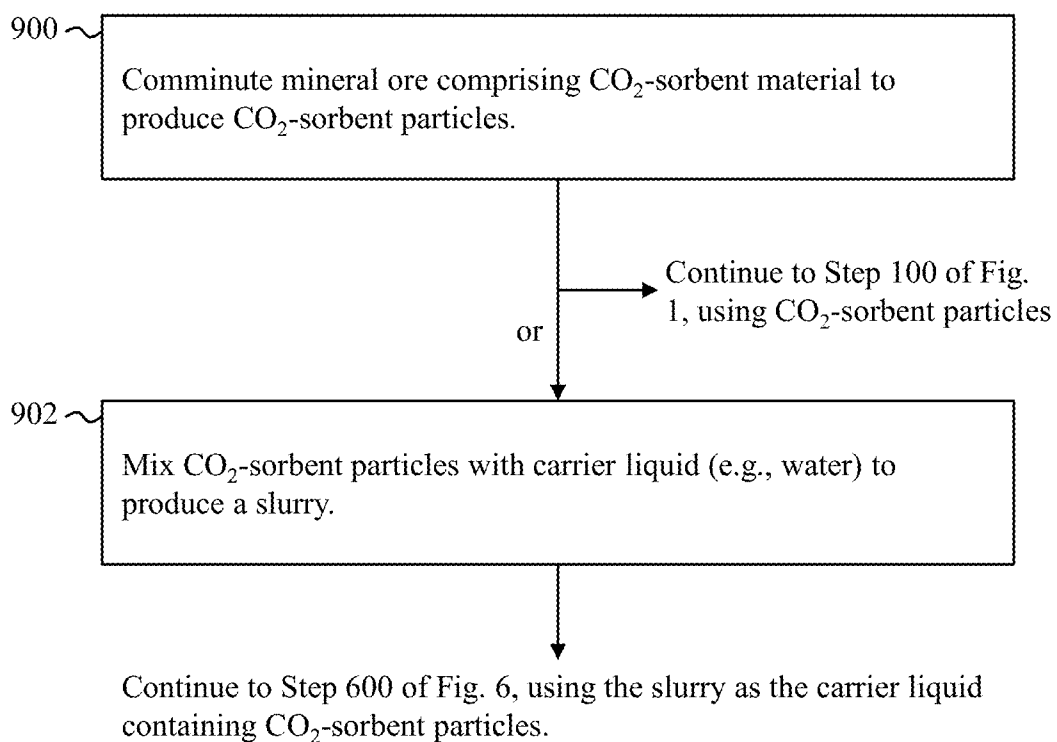 900
Comminute mineral ore comprising CO₂-sorbent material to
produce CO₂-sorbent particles.
Continue to Step 100 of Fig.
1, using CO₂-sorbent particles
or
902
Mix CO₂-sorbent particles with carrier liquid (e.g., water) to
produce a slurry.
Continue to Step 600 of Fig. 6, using the slurry as the carrier liquid
containing CO₂-sorbent particles.